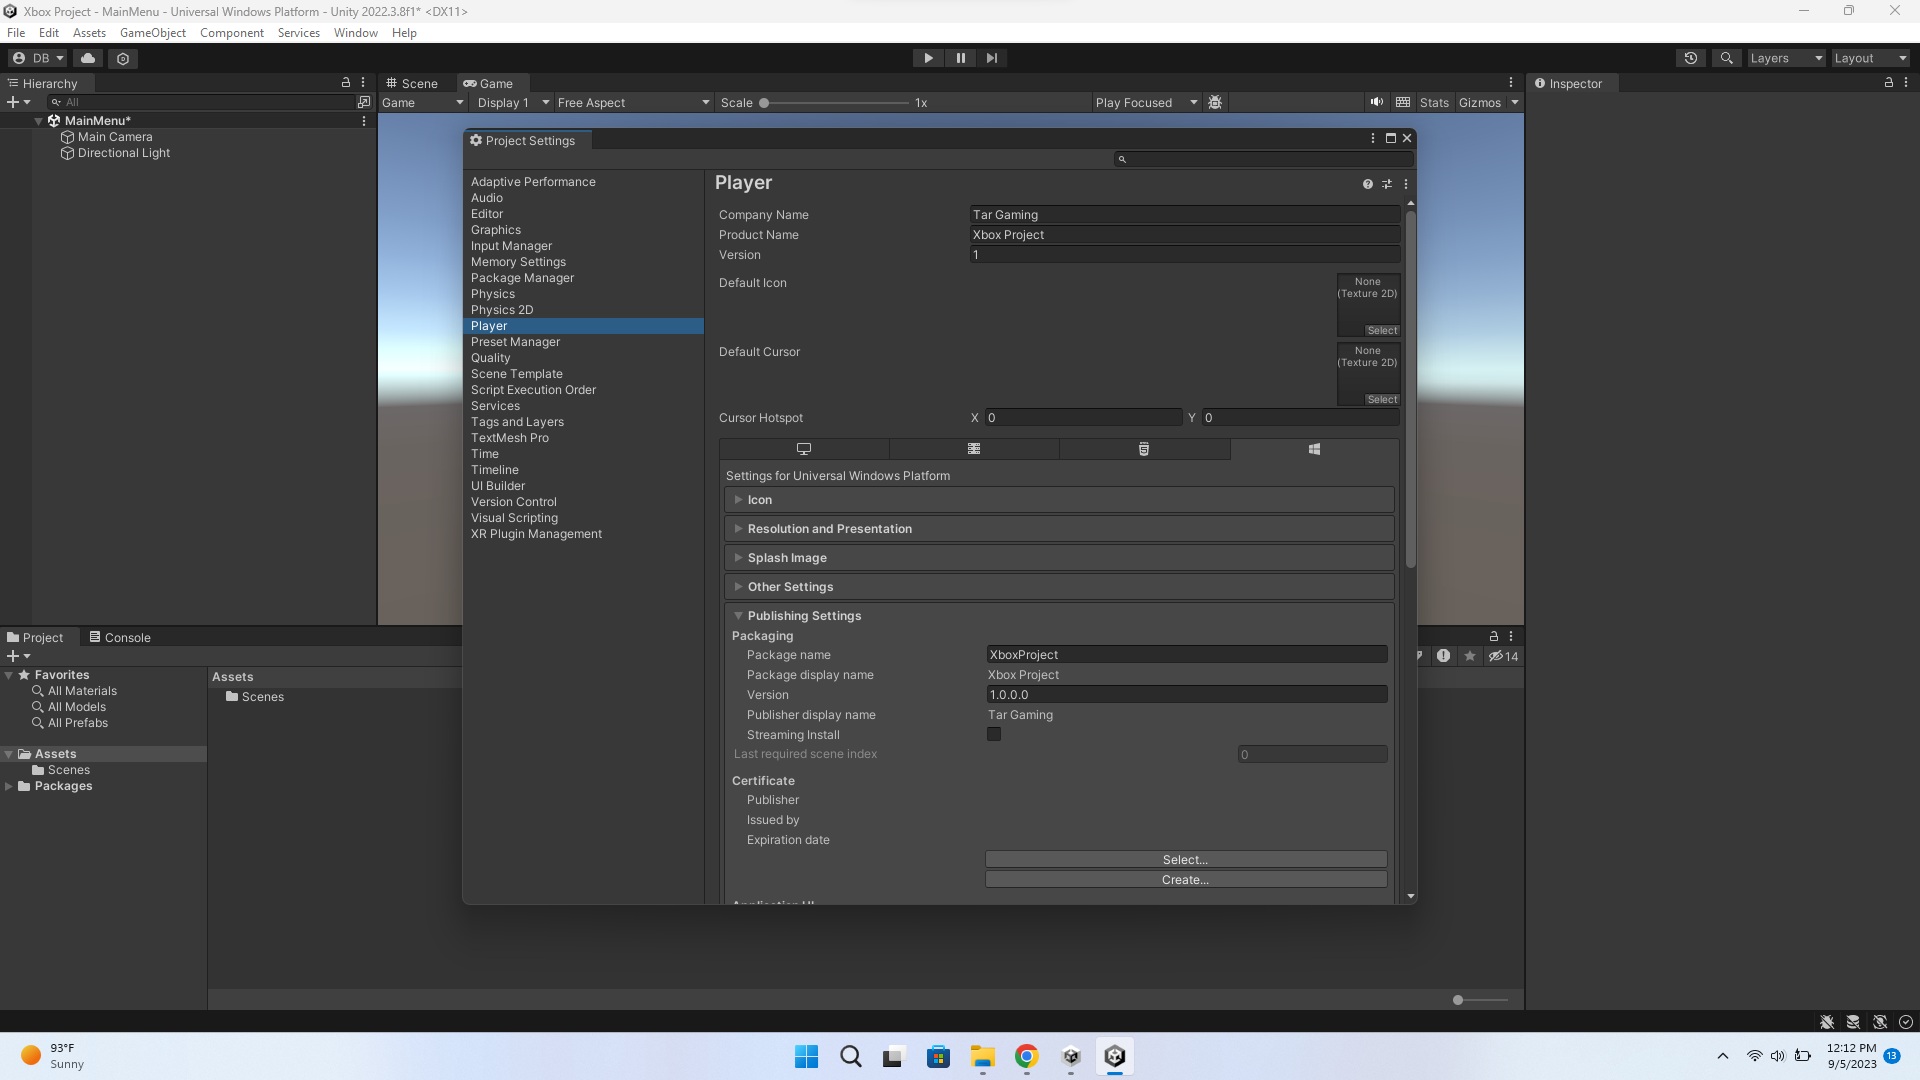 Xbox Project - MainMenu - Universal Windows Platform - Unity 2022.3.8f1* <DX11>
File Edit Assets GameObject Component Services Window Help
DB
Layers Layout
Hierarchy
All
MainMenu*
Main Camera
Directional Light
Scene Game
Game Display 1 Free Aspect Scale 1x Play Focused Stats Gizmos
Inspector
Project Settings
Adaptive Performance
Audio
Editor
Graphics
Input Manager
Memory Settings
Package Manager
Physics
Physics 2D
Player
Preset Manager
Quality
Scene Template
Script Execution Order
Services
Tags and Layers
TextMesh Pro
Time
Timeline
UI Builder
Version Control
Visual Scripting
XR Plugin Management
Player
Company Name Tar Gaming
Product Name Xbox Project
Version 1
Default Icon
None
(Texture 2D)
Select
Default Cursor
None
(Texture 2D)
Select
Cursor Hotspot X 0 Y 0
Settings for Universal Windows Platform
Icon
Resolution and Presentation
Splash Image
Other Settings
Publishing Settings
Packaging
Package name XboxProject
Package display name Xbox Project
Version 1.0.0.0
Publisher display name Tar Gaming
Streaming Install
Last required scene index 0
Certificate
Publisher
Issued by
Expiration date
Select...
Create...
Application UI
Project Console
14
Favorites
All Materials
All Models
All Prefabs
Assets
Scenes
Packages
Assets
Scenes
93°F
Sunny
12:12 PM
9/5/2023
13